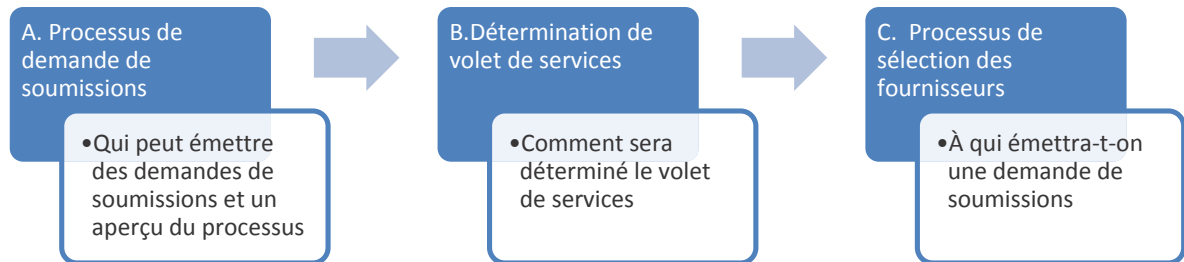 A. Processus de
demande de
soumissions
•Qui peut émettre
des demandes de
soumissions et un
aperçu du processus
B.Détermination de
volet de services
•Comment sera
déterminé le volet
de services
C.  Processus de
sélection des
fournisseurs
•À qui émettra-t-on
une demande de
soumissions